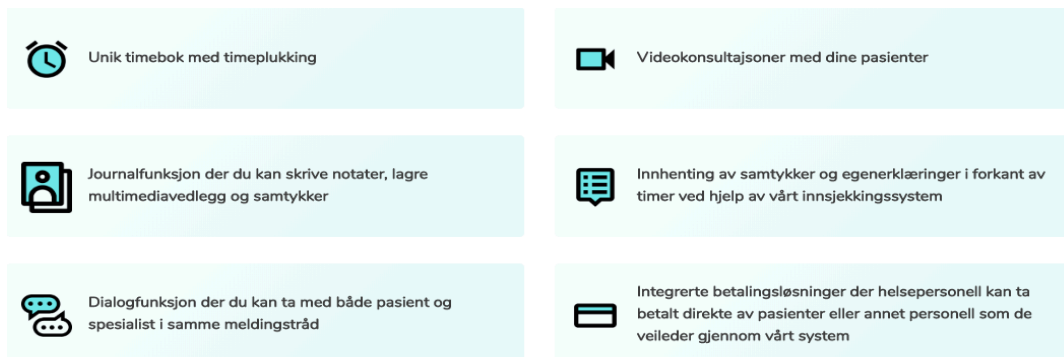 Unik timebok med timeplukking
Videokonsultajsoner med dine pasienter
Journalfunksjon der du kan skrive notater, lagre
multimediavedlegg og samtykker
Innhenting av samtykker og egenerklæringer i forkant av
timer ved hjelp av vårt innsjekkingssystem
Dialogfunksjon der du kan ta med både pasient og
spesialist i samme meldingstråd
Integrerte betalingsløsninger der helsepersonell kan ta
betalt direkte av pasienter eller annet personell som de
veileder gjennom vårt system